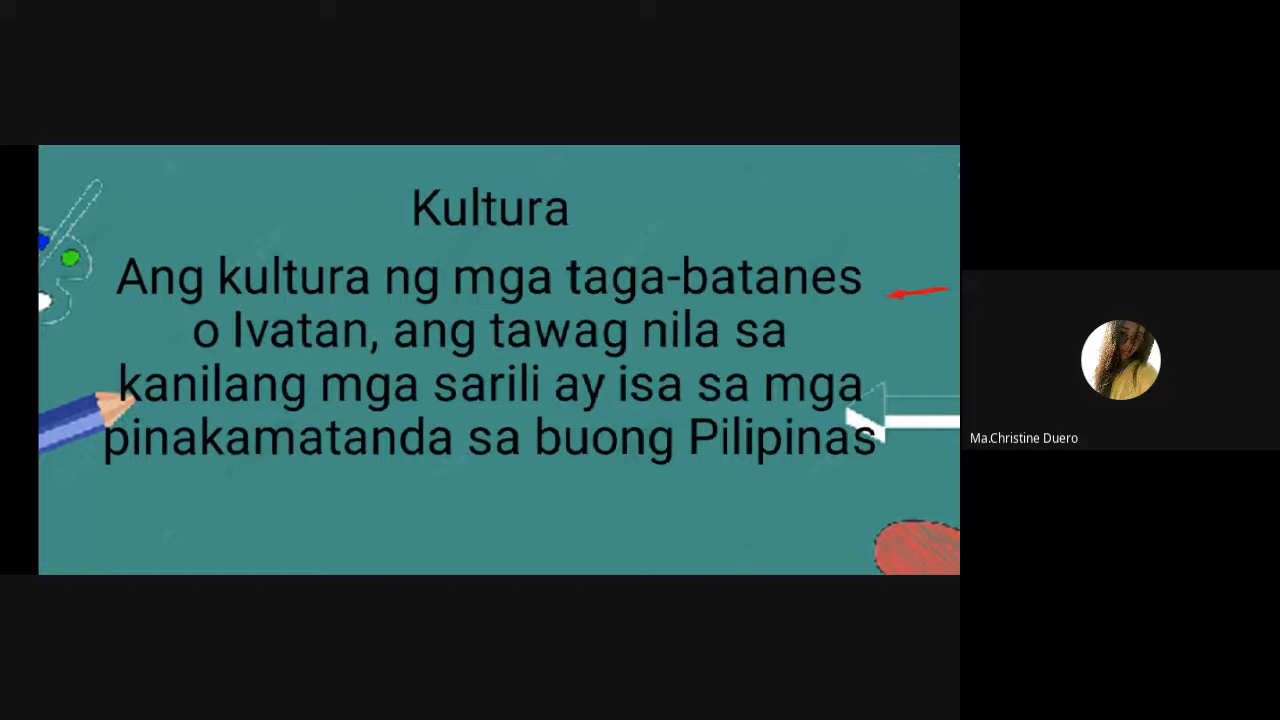 Kultura
Ang kultura ng mga taga-batanes
o Ivatan, ang tawag nila sa
kanilang mga sarili ay isa sa mga
pinakamatanda sa buong Pilipinas
Ma.Christine Duero